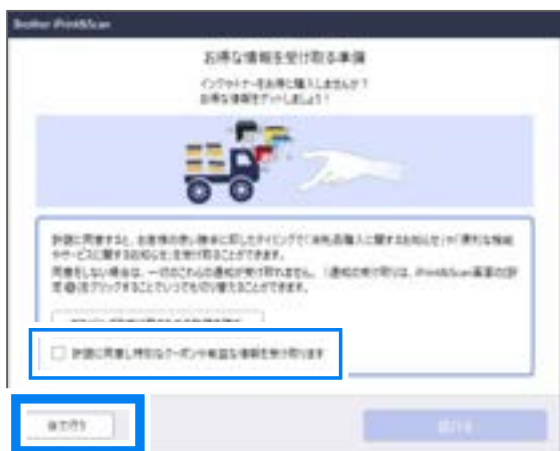 Brother iPrint&Scan
お得な情報を受け取る準備
インクやトナーをお得に購入しませんか？
お得な情報をゲットしましょう！
許諾に同意すると、お客様の使い勝手に即したタイミングで「消耗品購入に関するお知らせ」や「便利な機能
やサービスに関するお知らせ」を受け取ることができます。
同意をしない場合は、一切のこれらの通知が受け取れません。（通知の受け取りは、iPrint&Scan画面の設
定 をクリックすることでいつでも切り替えることができます。
許諾に同意し特別なクーポンや有益な情報を受け取ります
後で行う
続ける